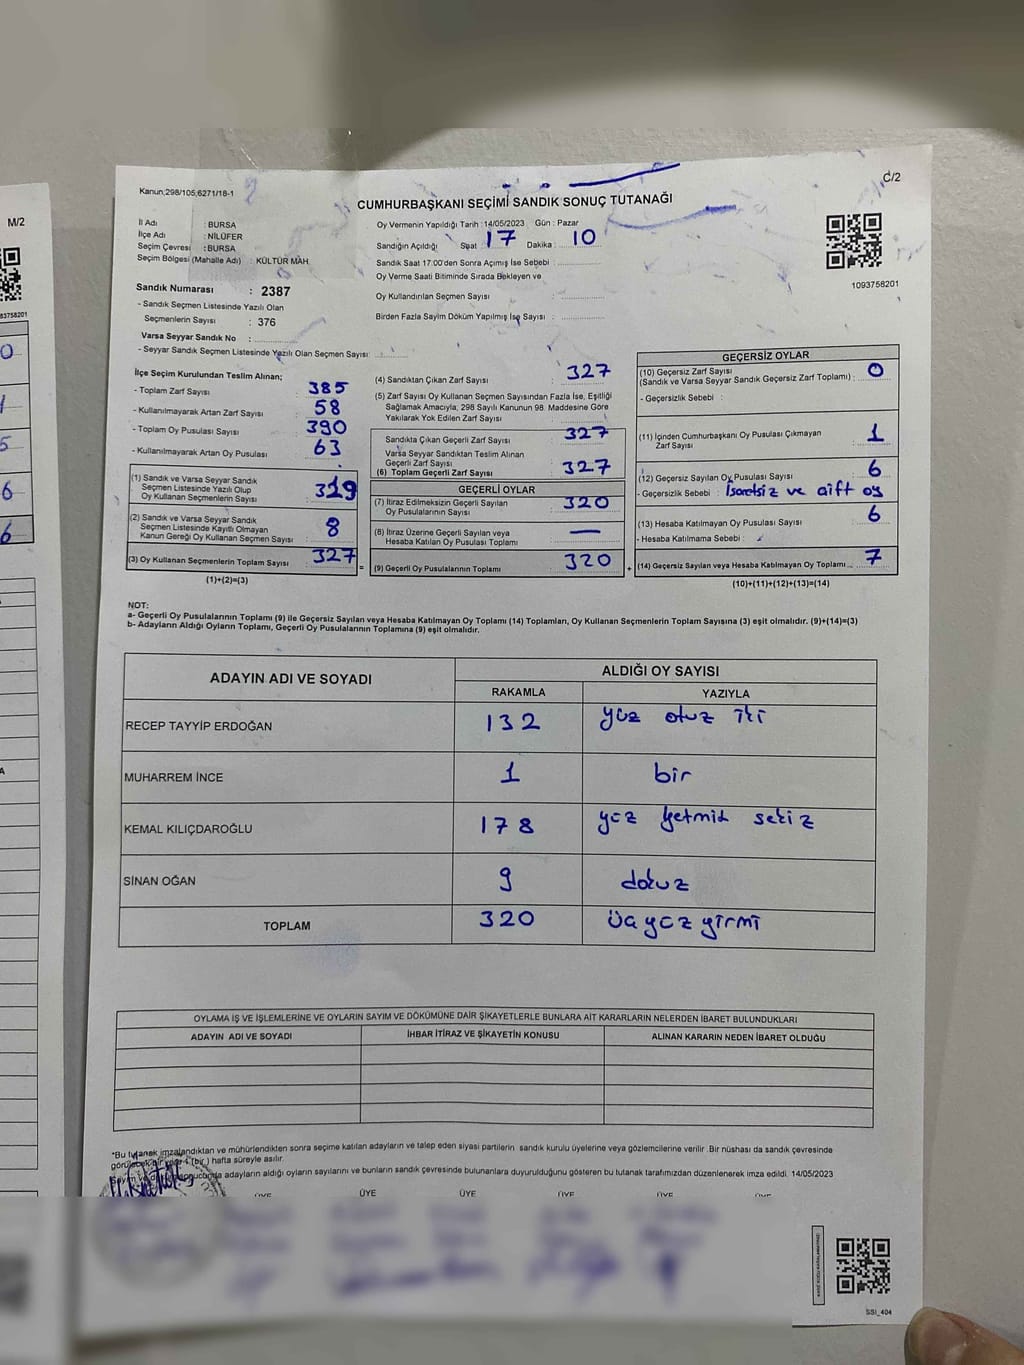 Kanun;298/105;6271/18-1
C/2
CUMHURBAŞKANI SEÇİMİ SANDIK SONUÇ TUTANAĞI
M/2
İl Adı : BURSA
İlçe Adı : NİLÜFER
Seçim Çevresi : BURSA
Seçim Bölgesi (Mahalle Adı) : KÜLTÜR MAH.
Oy Vermenin Yapıldığı Tarih :14/05/2023 Gün : Pazar
Sandığın Açıldığı Saat : 17 Dakika : 10
Sandık Saat 17:00'den Sonra Açımış İse Sebebi :
Oy Verme Saati Bitiminde Sırada Bekleyen ve
Oy Kullandırılan Seçmen Sayısı :
Birden Fazla Sayim Döküm Yapılmış İse Sayısı :
1093758201
Sandık Numarası : 2387
- Sandık Seçmen Listesinde Yazılı Olan
Seçmenlerin Sayısı : 376
Varsa Seyyar Sandık No :
- Seyyar Sandık Seçmen Listesinde Yazılı Olan Seçmen Sayısı:
İlçe Seçim Kurulundan Teslim Alınan;
- Toplam Zarf Sayısı : 385
- Kullanılmayarak Artan Zarf Sayısı : 58
- Toplam Oy Pusulası Sayısı : 390
- Kullanılmayarak Artan Oy Pusulası : 63
(1) Sandık ve Varsa Seyyar Sandık
Seçmen Listesinde Yazılı Olup
Oy Kullanan Seçmenlerin Sayısı : 319
(2) Sandık ve Varsa Seyyar Sandık
Seçmen Listesinde Kayıtlı Olmayan
Kanun Gereği Oy Kullanan Seçmen Sayısı : 8
(3) Oy Kullanan Seçmenlerin Toplam Sayısı : 327
(1)+(2)=(3)
(4) Sandıktan Çıkan Zarf Sayısı : 327
(5) Zarf Sayısı Oy Kullanan Seçmen Sayısından Fazla İse, Eşitliği
Sağlamak Amacıyla; 298 Sayılı Kanunun 98. Maddesine Göre
Yakılarak Yok Edilen Zarf Sayısı :
Sandıkta Çıkan Geçerli Zarf Sayısı : 327
Varsa Seyyar Sandıktan Teslim Alınan
Geçerli Zarf Sayısı
(6) Toplam Geçerli Zarf Sayısı : 327
GEÇERLİ OYLAR
(7) İtiraz Edilmeksizin Geçerli Sayılan
Oy Pusulalarının Sayısı : 320
(8) İtiraz Üzerine Geçerli Sayılan veya
Hesaba Katılan Oy Pusulası Toplamı : —
(9) Geçerli Oy Pusulalarının Toplamı : 320
GEÇERSİZ OYLAR
(10) Geçersiz Zarf Sayısı
(Sandık ve Varsa Seyyar Sandık Geçersiz Zarf Toplamı) : 0
- Geçersizlik Sebebi :
(11) İçinden Cumhurbaşkanı Oy Pusulası Çıkmayan
Zarf Sayısı : 1
(12) Geçersiz Sayılan Oy Pusulası Sayısı : 6
- Geçersizlik Sebebi : İşaretsiz ve çift oy
(13) Hesaba Katılmayan Oy Pusulası Sayısı : 6
- Hesaba Katılmama Sebebi :
(14) Geçersiz Sayılan veya Hesaba Katılmayan Oy Toplamı : 7
(10)+(11)+(12)+(13)=(14)
NOT:
a- Geçerli Oy Pusulalarının Toplamı (9) ile Geçersiz Sayılan veya Hesaba Katılmayan Oy Toplamı (14) Toplamları, Oy Kullanan Seçmenlerin Toplam Sayısına (3) eşit olmalıdır. (9)+(14)=(3)
b- Adayların Aldığı Oyların Toplamı, Geçerli Oy Pusulalarının Toplamına (9) eşit olmalıdır.
ADAYIN ADI VE SOYADI
ALDIĞI OY SAYISI
RAKAMLA YAZIYLA
RECEP TAYYİP ERDOĞAN 132 yüz otuz iki
MUHARREM İNCE 1 bir
KEMAL KILIÇDAROĞLU 178 yüz yetmiş sekiz
SİNAN OĞAN 9 dokuz
TOPLAM 320 üçyüz yirmi
OYLAMA İŞ VE İŞLEMLERİNE VE OYLARIN SAYIM VE DÖKÜMÜNE DAİR ŞİKAYETLERLE BUNLARA AİT KARARLARIN NELERDEN İBARET BULUNDUKLARI
ADAYIN ADI VE SOYADI İHBAR İTİRAZ VE ŞİKAYETİN KONUSU ALINAN KARARIN NEDEN İBARET OLDUĞU
*Bu tutanak imzalandıktan ve mühürlendikten sonra seçime katılan adayların ve talep eden siyasi partilerin sandık kurulu üyelerine veya gözlemcilerine verilir .Bir nüshası da sandık çevresinde
görülecek bir yere 1 (bir) hafta süreyle asılır.
adayların aldığı oyların sayılarını ve bunların sandık çevresinde bulunanlara duyurulduğunu gösteren bu tutanak tarafımızdan düzenlenerek imza edildi. 14/05/2023
ÜYE ÜYE ÜYE ÜYE ÜYE ÜYE
SSI_404